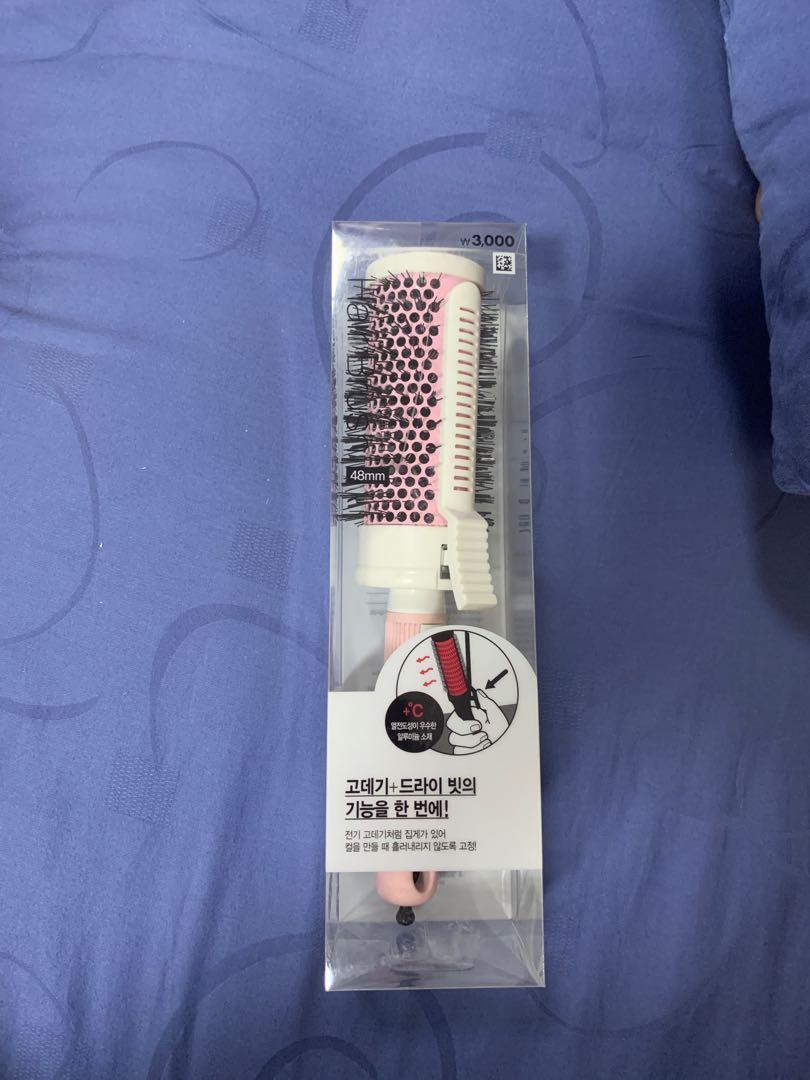 ₩3,000
48mm
+°C
열전도성이 우수한
알루미늄 소재
고데기+드라이 빗의
기능을 한 번에!
전기 고데기처럼 집게가 있어
컬을 만들 때 흘러내리지 않도록 고정!